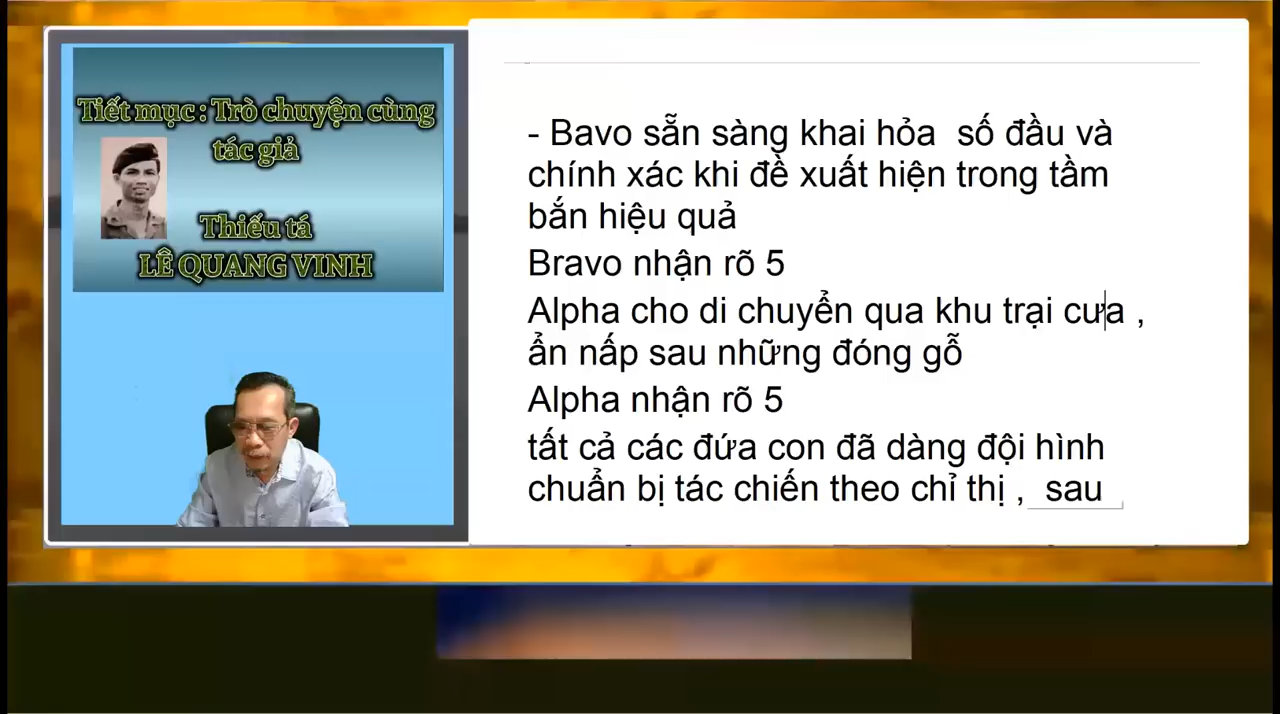 Tiết mục : Trò chuyện cùng
tác giả
Thiếu tá
LÊ QUANG VINH
- Bavo sẵn sàng khai hỏa số đầu và
chính xác khi đề xuất hiện trong tầm
bắn hiệu quả
Bravo nhận rõ 5
Alpha cho di chuyển qua khu trại cưa ,
ẩn nấp sau những đóng gỗ
Alpha nhận rõ 5
tất cả các đứa con đã dàng đội hình
chuẩn bị tác chiến theo chỉ thị , sau